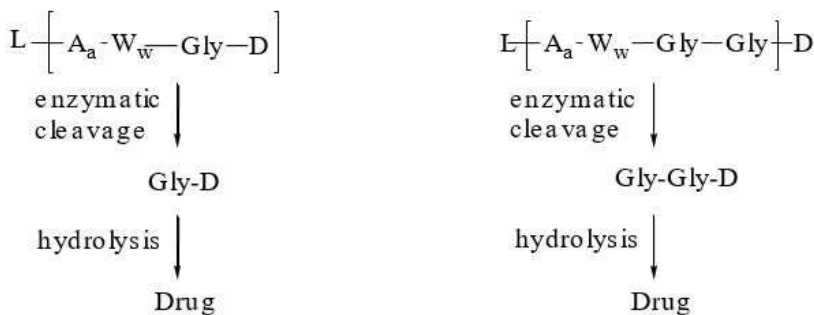 L-[A_a-W_w-Gly-D]
enzymatic
cleavage
Gly-D
hydrolysis
Drug
L-[A_a-W_w-Gly-Gly]-D
enzymatic
cleavage
Gly-Gly-D
hydrolysis
Drug